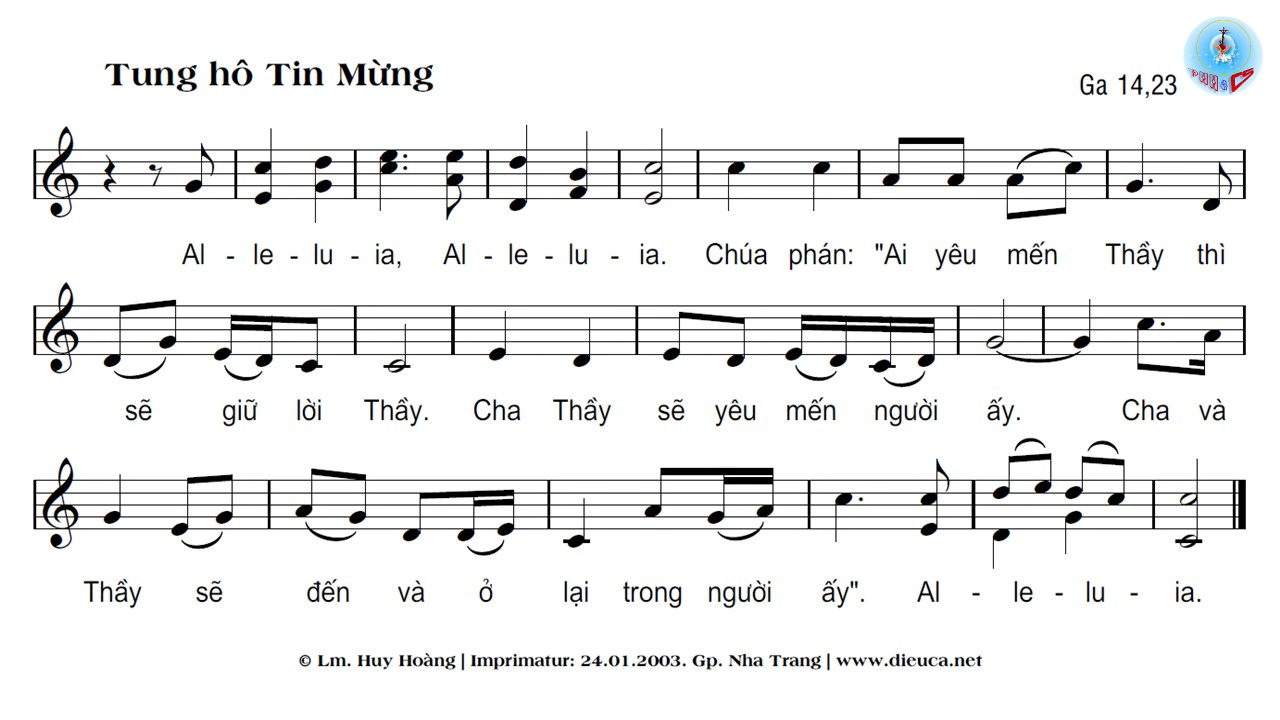 Tung hô Tin Mừng
Ga 14,23
PHHaCS
Al - le - lu - ia, Al - le - lu - ia. Chúa phán: "Ai yêu mến Thầy thì
sẽ giữ lời Thầy. Cha Thầy sẽ yêu mến người ấy. Cha và
Thầy sẽ đến và ở lại trong người ấy". Al - le - lu - ia.
© Lm. Huy Hoàng | Imprimatur: 24.01.2003. Gp. Nha Trang | www.dieuca.net